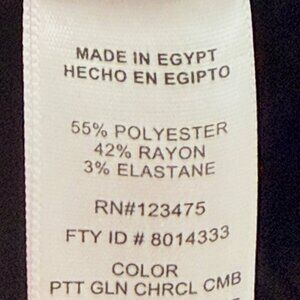 MADE IN EGYPT
HECHO EN EGIPTO
55% POLYESTER
42% RAYON
3% ELASTANE
RN#123475
FTY ID # 8014333
COLOR
PTT GLN CHRCL CMB